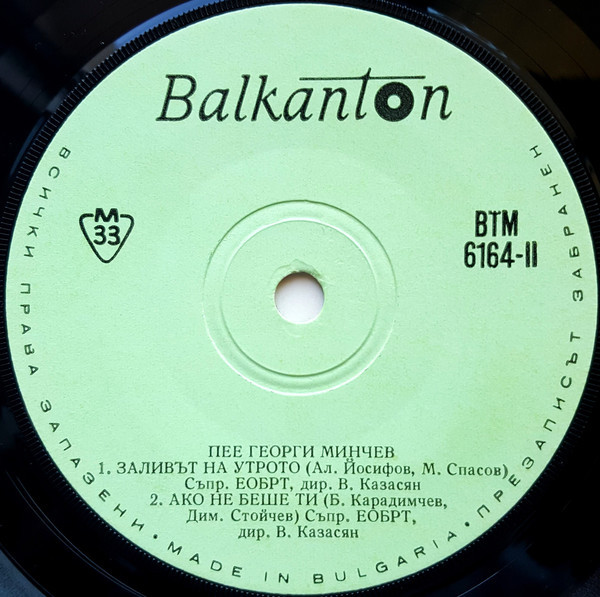 Balkanton
M
33
ВТМ
6164-II
ПЕЕ ГЕОРГИ МИНЧЕВ
1. ЗАЛИВЪТ НА УТРОТО (Ал. Йосифов, М. Спасов)
Съпр. ЕОБРТ, дир. В. Казасян
2. АКО НЕ БЕШЕ ТИ (Б. Карадимчев,
Дим. Стойчев) Съпр. ЕОБРТ,
дир. В. Казасян
ВСИЧКИ ПРАВА ЗАПАЗЕНИ • MADE IN BULGARIA • ПРЕЗАПИСЪТ ЗАБРАНЕН